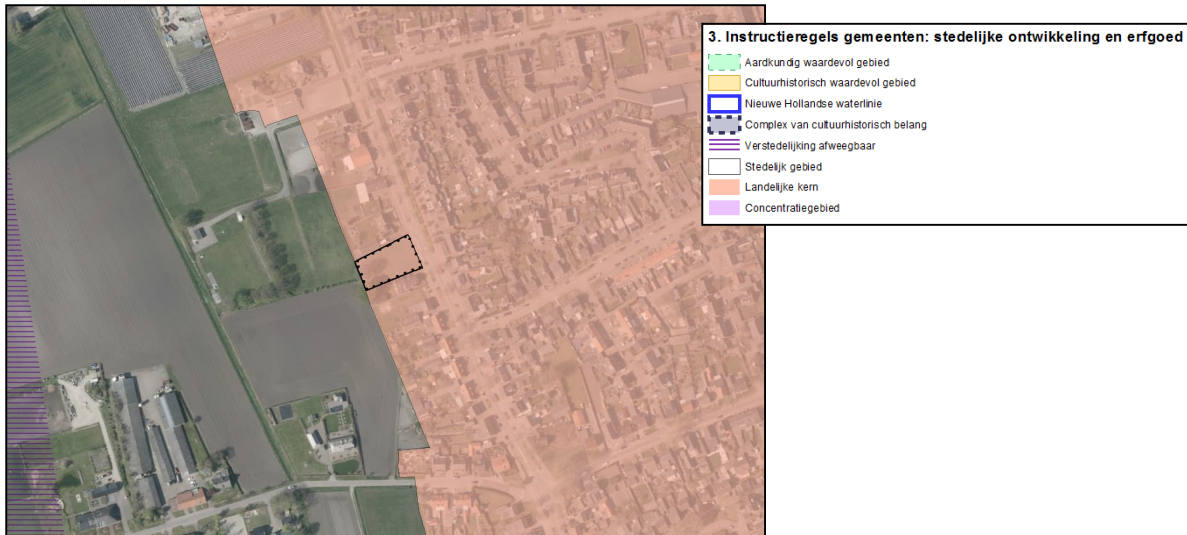 3. Instructieregels gemeenten: stedelijke ontwikkeling en erfgoed
Aardkundig waardevol gebied
Cultuurhistorisch waardevol gebied
Nieuwe Hollandse waterlinie
Complex van cultuurhistorisch belang
Verstedelijking afweegbaar
Stedelijk gebied
Landelijke kern
Concentratiegebied